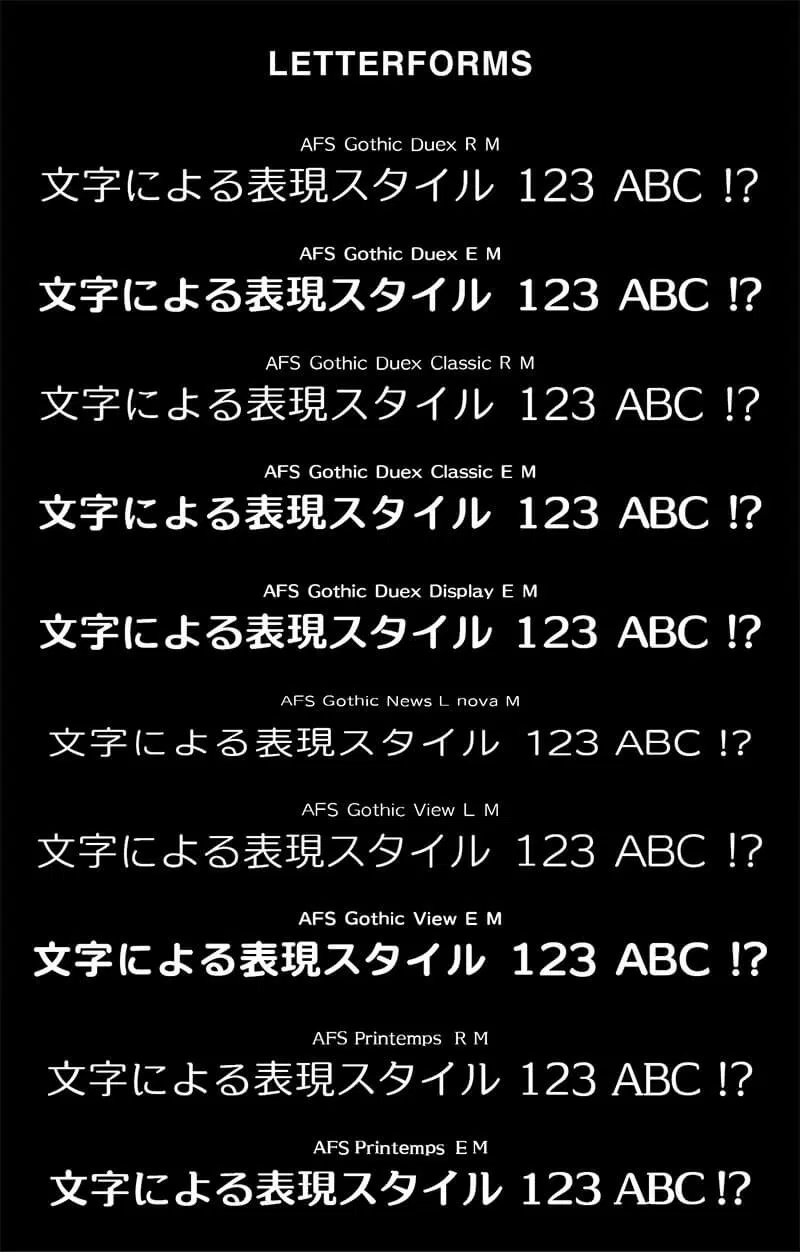 LETTERFORMS
AFS Gothic Duex R M
文字による表現スタイル 123 ABC !?
AFS Gothic Duex E M
文字による表現スタイル 123 ABC !?
AFS Gothic Duex Classic R M
文字による表現スタイル 123 ABC !?
AFS Gothic Duex Classic E M
文字による表現スタイル 123 ABC !?
AFS Gothic Duex Display E M
文字による表現スタイル 123 ABC !?
AFS Gothic News L nova M
文字による表現スタイル 123 ABC !?
AFS Gothic View L M
文字による表現スタイル 123 ABC !?
AFS Gothic View E M
文字による表現スタイル 123 ABC !?
AFS Printemps R M
文字による表現スタイル 123 ABC !?
AFS Printemps E M
文字による表現スタイル 123 ABC !?